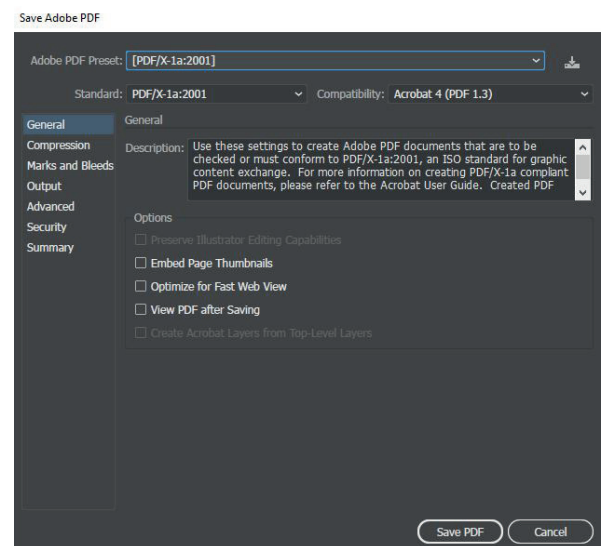 Save Adobe PDF
Adobe PDF Preset: [PDF/X-1a:2001]
Standard: PDF/X-1a:2001 Compatibility: Acrobat 4 (PDF 1.3)
General
Compression
Marks and Bleeds
Output
Advanced
Security
Summary
General
Description: Use these settings to create Adobe PDF documents that are to be
checked or must conform to PDF/X-1a:2001, an ISO standard for graphic
content exchange.  For more information on creating PDF/X-1a compliant
PDF documents, please refer to the Acrobat User Guide.  Created PDF
Options
Preserve Illustrator Editing Capabilities
Embed Page Thumbnails
Optimize for Fast Web View
View PDF after Saving
Create Acrobat Layers from Top-Level Layers
Save PDF Cancel